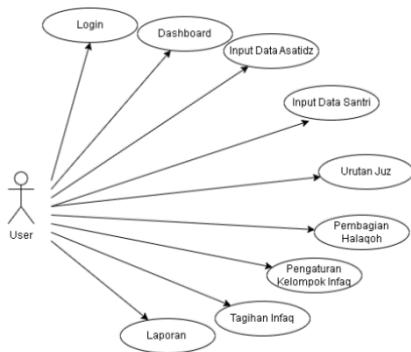 Login
Dashboard
Input Data Asatidz
Input Data Santri
Urutan Juz
User
Pembagian
Halaqoh
Pengaturan
Kelompok Infaq
Tagihan Infaq
Laporan